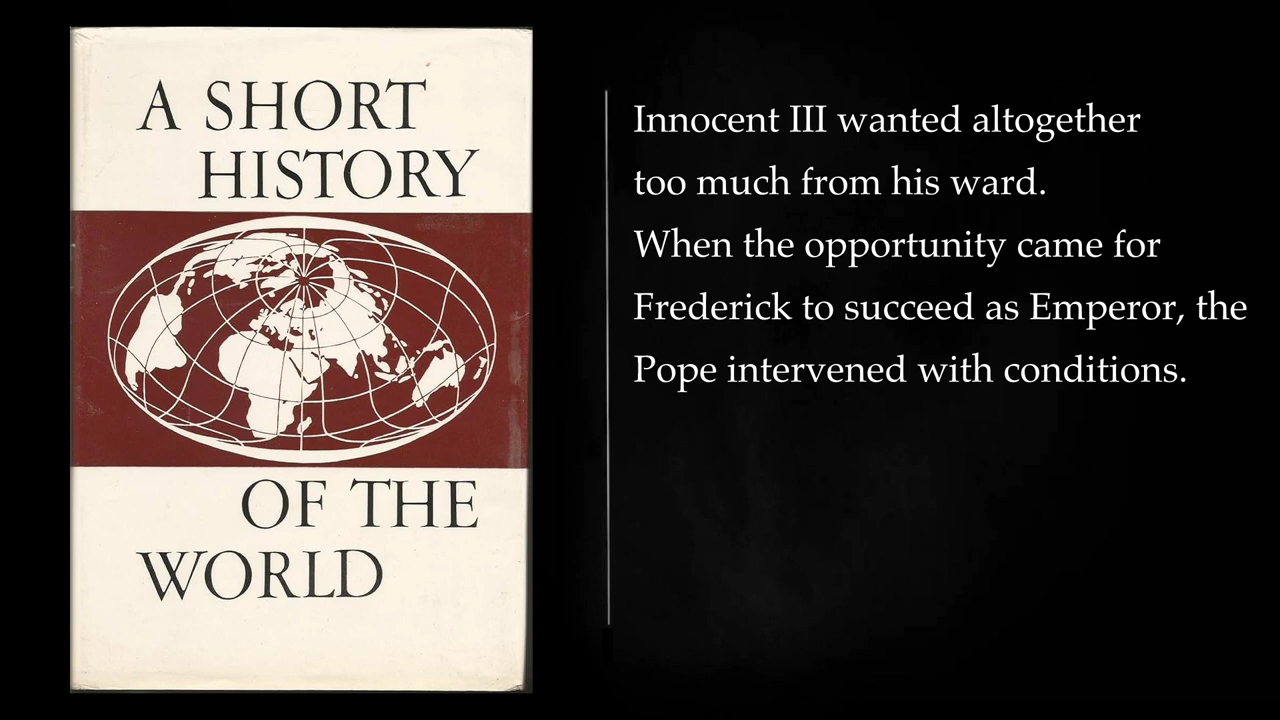 A SHORT
HISTORY
OF THE
WORLD
Innocent III wanted altogether
too much from his ward.
When the opportunity came for
Frederick to succeed as Emperor, the
Pope intervened with conditions.